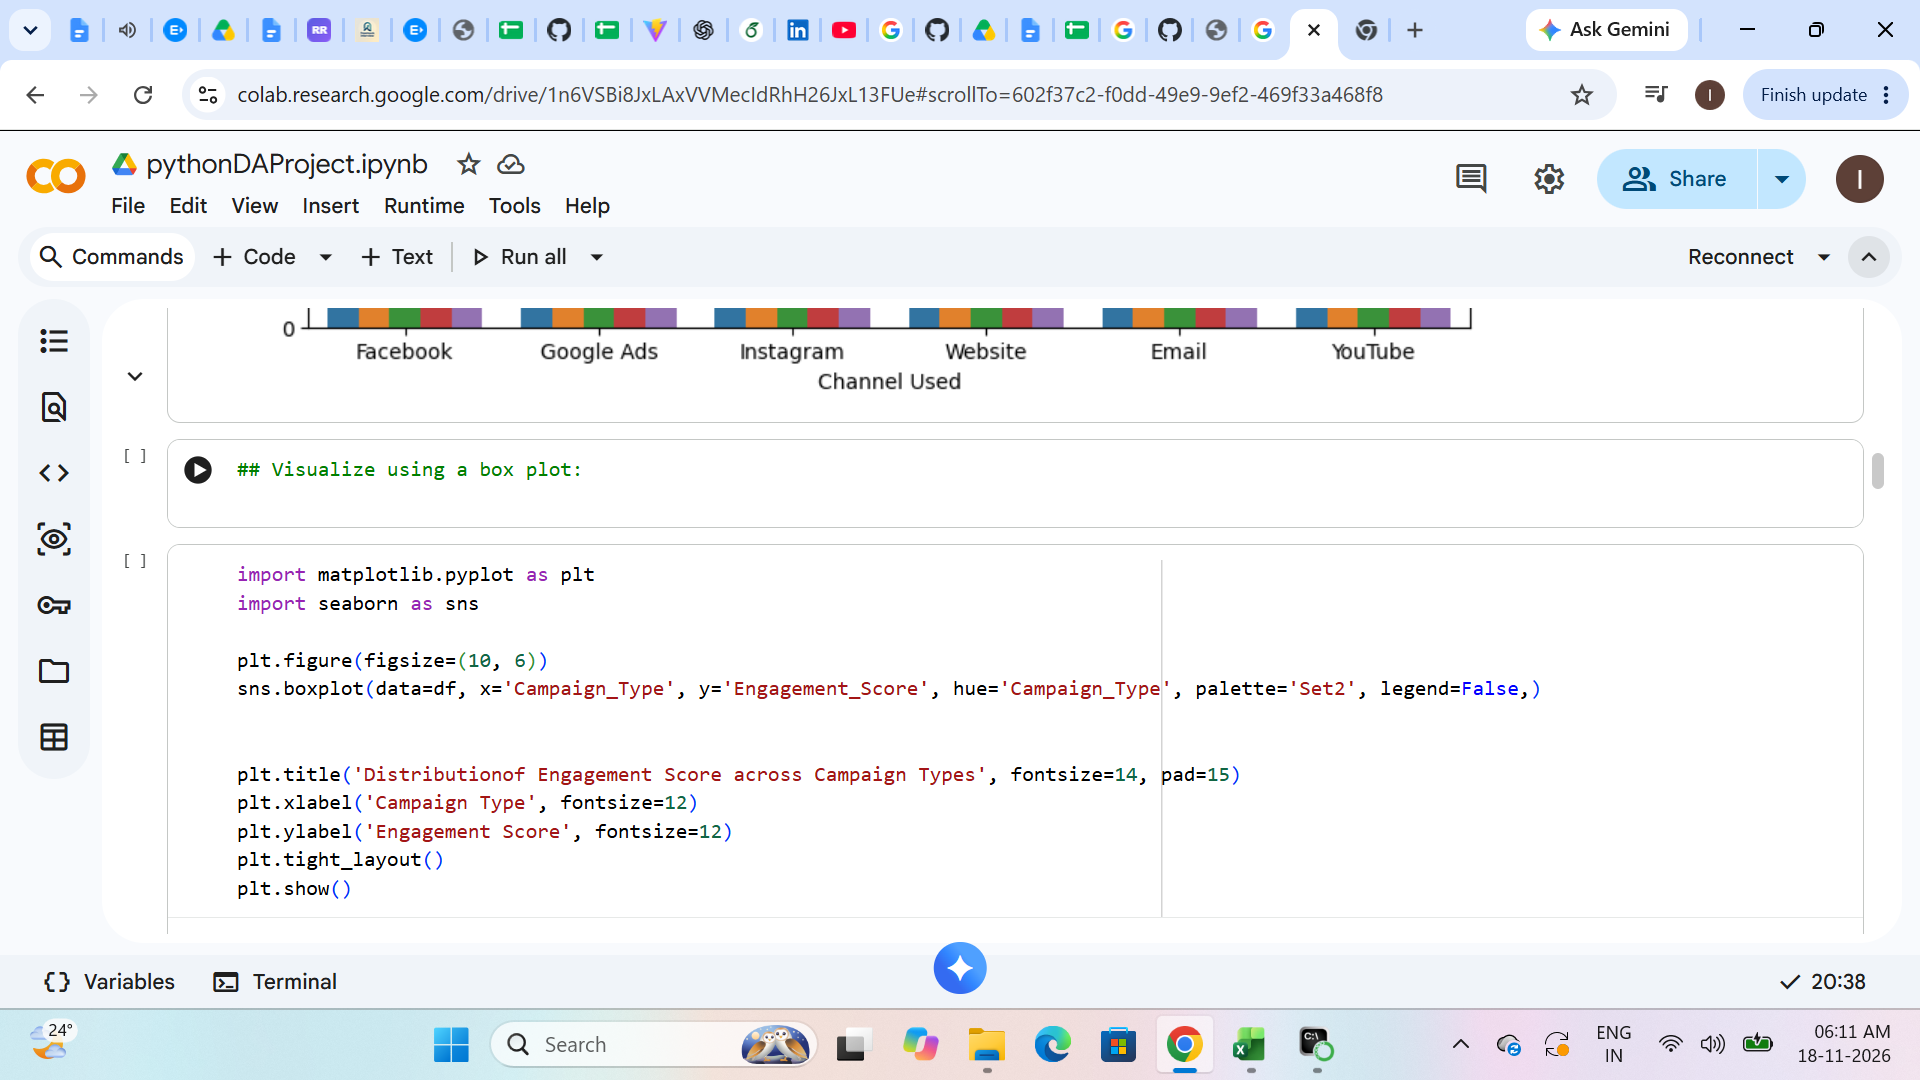 RR
Ask Gemini
colab.research.google.com/drive/1n6VSBi8JxLAxVVMecIdRhH26JxL13FUe#scrollTo=602f37c2-f0dd-49e9-9ef2-469f33a468f8
I
Finish update
pythonDAProject.ipynb
File Edit View Insert Runtime Tools Help
Share
I
Commands + Code + Text Run all
Reconnect
0
Facebook Google Ads Instagram Website Email YouTube
Channel Used
[ ]
## Visualize using a box plot:
[ ]
import matplotlib.pyplot as plt
import seaborn as sns
plt.figure(figsize=(10, 6))
sns.boxplot(data=df, x='Campaign_Type', y='Engagement_Score', hue='Campaign_Type', palette='Set2', legend=False,)
plt.title('Distributionof Engagement Score across Campaign Types', fontsize=14, pad=15)
plt.xlabel('Campaign Type', fontsize=12)
plt.ylabel('Engagement Score', fontsize=12)
plt.tight_layout()
plt.show()
{} Variables Terminal
20:38
24°
Search
ENG
IN
06:11 AM
18-11-2026